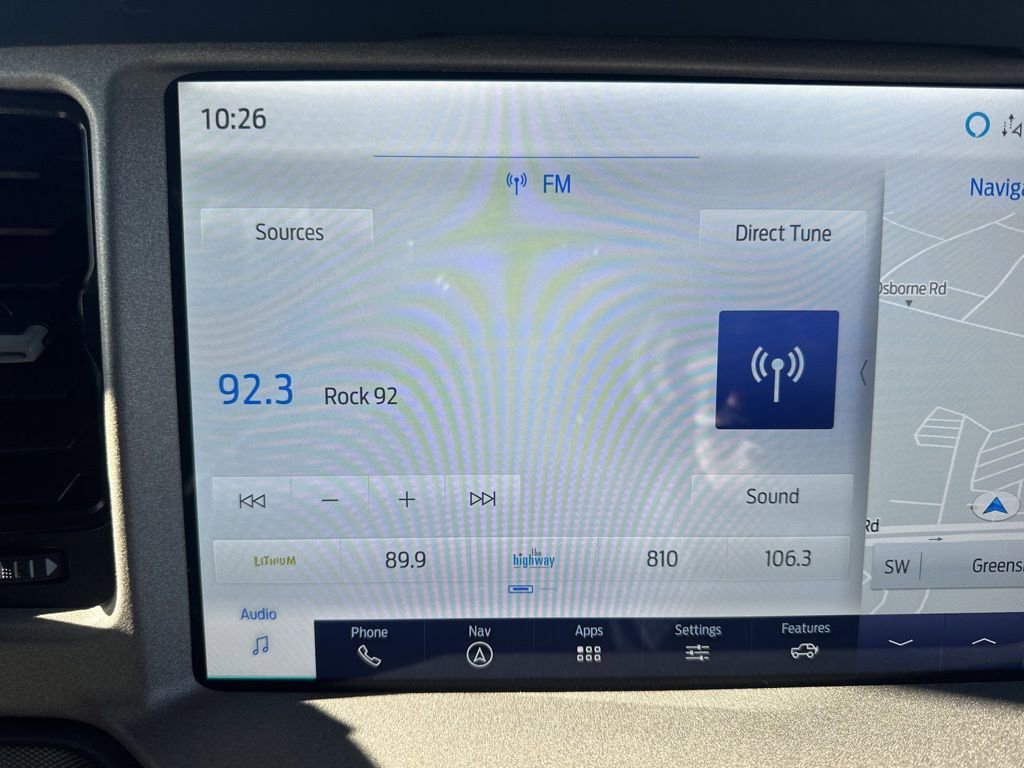 10:26
FM
Naviga
Sources
Direct Tune
Osborne Rd
92.3 Rock 92
Sound
Rd
LITHIUM 89.9 the highway 810 106.3
SW Greens
Audio
Phone Nav Apps Settings Features